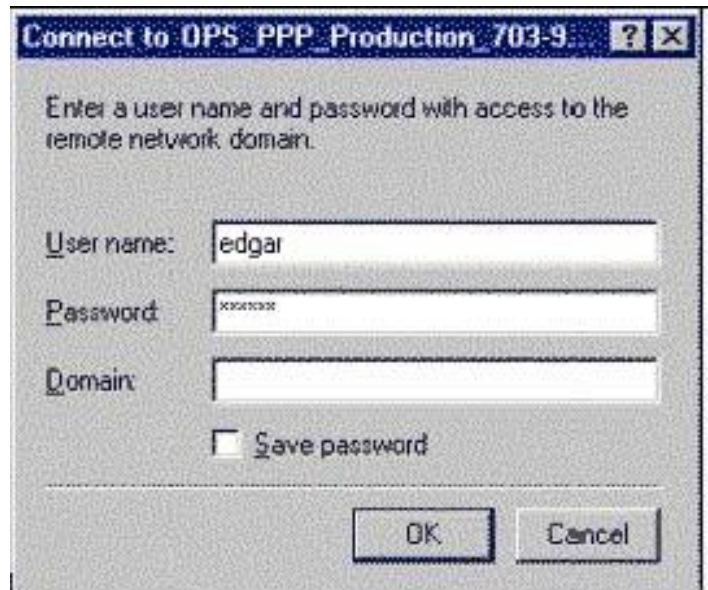 Connect to OPS_PPP_Production_703-9...
Enter a user name and password with access to the
remote network domain.
User name: edgar
Password: ******
Domain:
Save password
OK Cancel